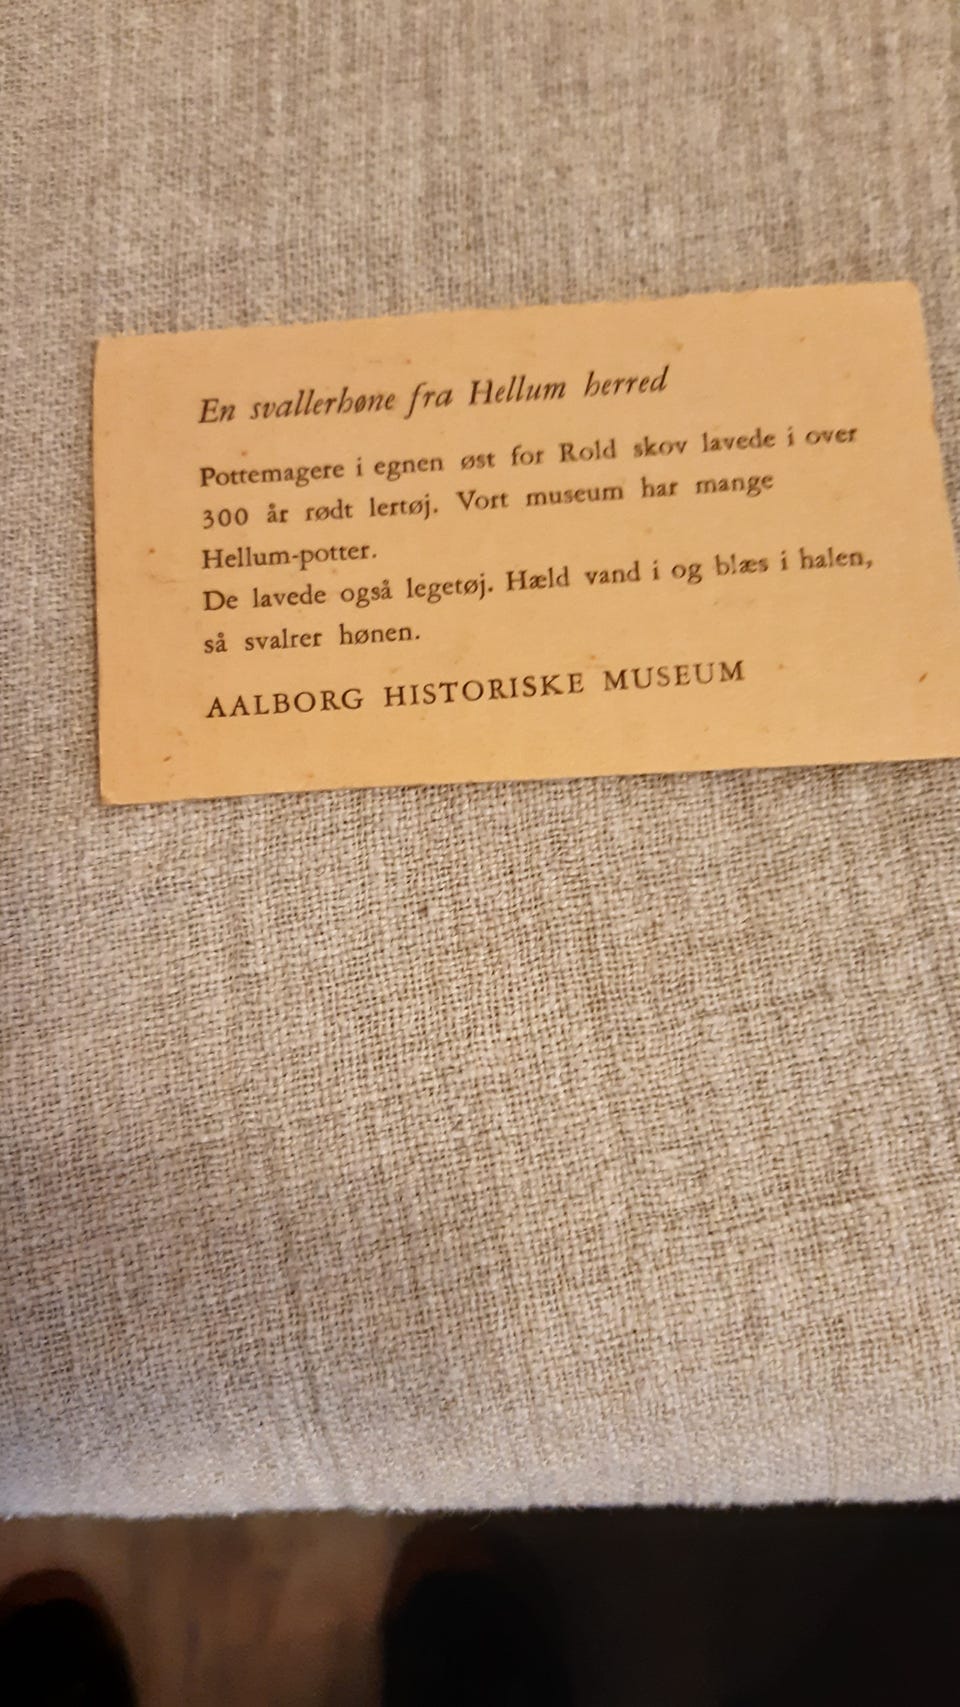 En svallerhøne fra Hellum herred
Pottemagere i egnen øst for Rold skov lavede i over
300 år rødt lertøj. Vort museum har mange
Hellum-potter.
De lavede også legetøj. Hæld vand i og blæs i halen,
så svalrer hønen.
AALBORG HISTORISKE MUSEUM